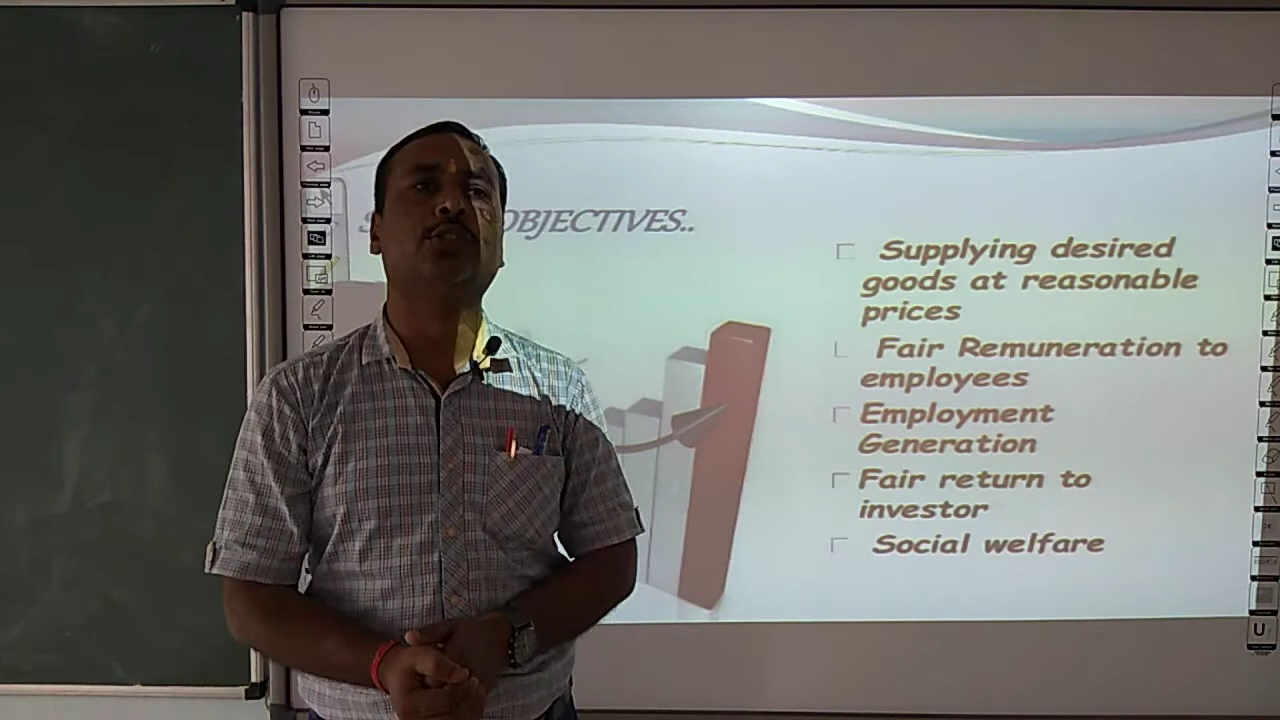 OBJECTIVES..
Supplying desired
goods at reasonable
prices
Fair Remuneration to
employees
Employment
Generation
Fair return to
investor
Social welfare
U